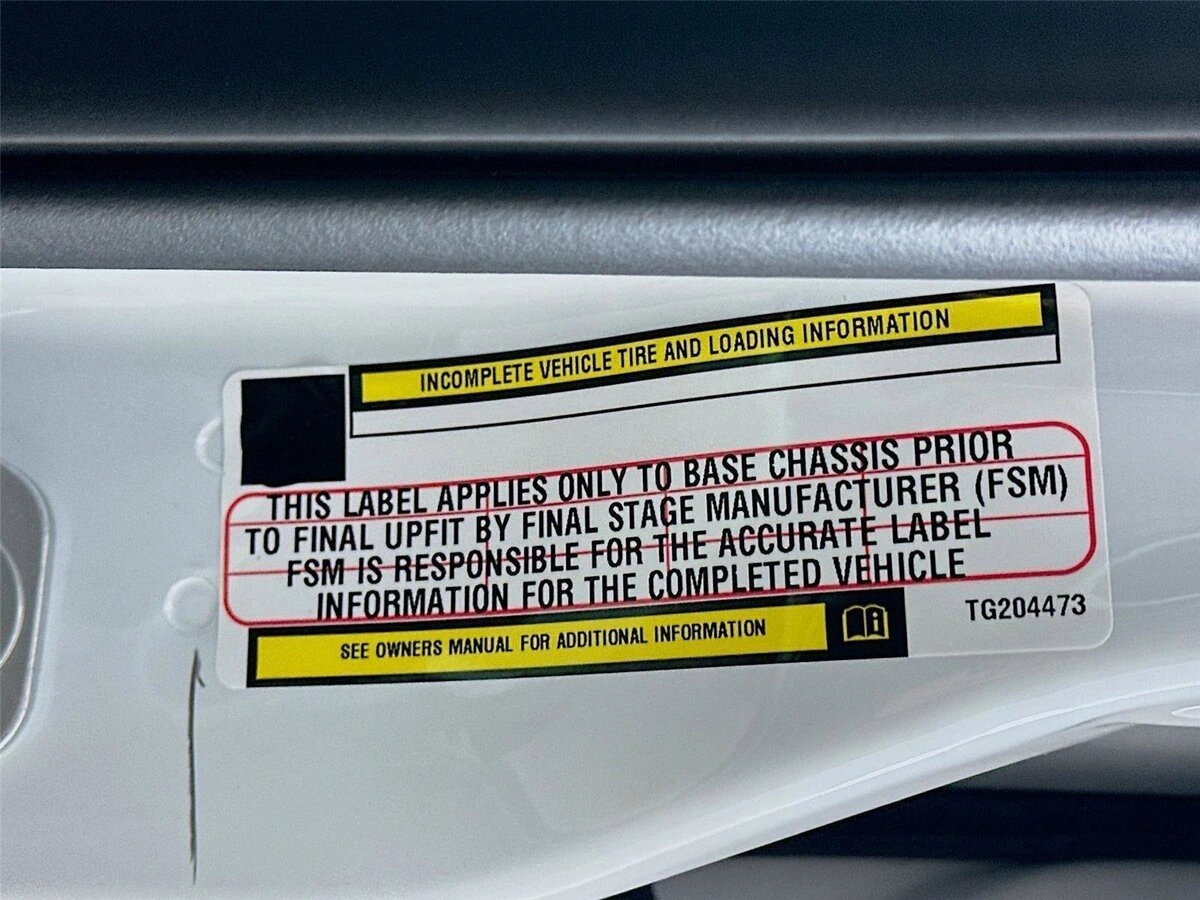 INCOMPLETE VEHICLE TIRE AND LOADING INFORMATION
THIS LABEL APPLIES ONLY TO BASE CHASSIS PRIOR
TO FINAL UPFIT BY FINAL STAGE MANUFACTURER (FSM)
FSM IS RESPONSIBLE FOR THE ACCURATE LABEL
INFORMATION FOR THE COMPLETED VEHICLE
SEE OWNERS MANUAL FOR ADDITIONAL INFORMATION
TG204473